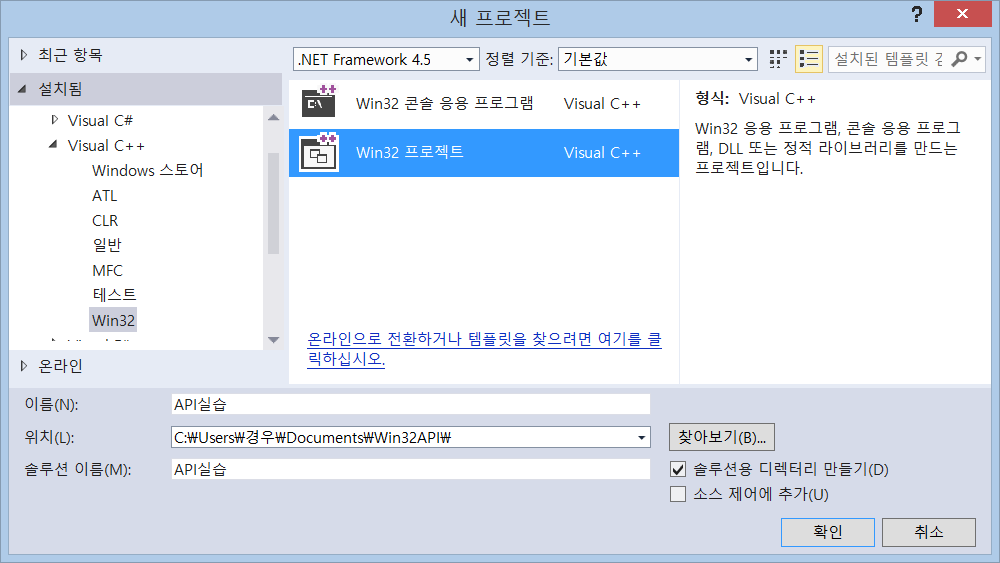 새 프로젝트
?
최근 항목
설치됨
Visual C#
Visual C++
Windows 스토어
ATL
CLR
일반
MFC
테스트
Win32
온라인
.NET Framework 4.5
정렬 기준:
기본값
설치된 템플릿 검
C:\
Win32 콘솔 응용 프로그램 Visual C++
Win32 프로젝트 Visual C++
온라인으로 전환하거나 템플릿을 찾으려면 여기를 클
릭하십시오.
형식: Visual C++
Win32 응용 프로그램, 콘솔 응용 프로그
램, DLL 또는 정적 라이브러리를 만드는
프로젝트입니다.
이름(N): API실습
위치(L): C:₩Users₩경우₩Documents₩Win32API₩ 찾아보기(B)...
솔루션 이름(M): API실습 솔루션용 디렉터리 만들기(D)
소스 제어에 추가(U)
확인 취소